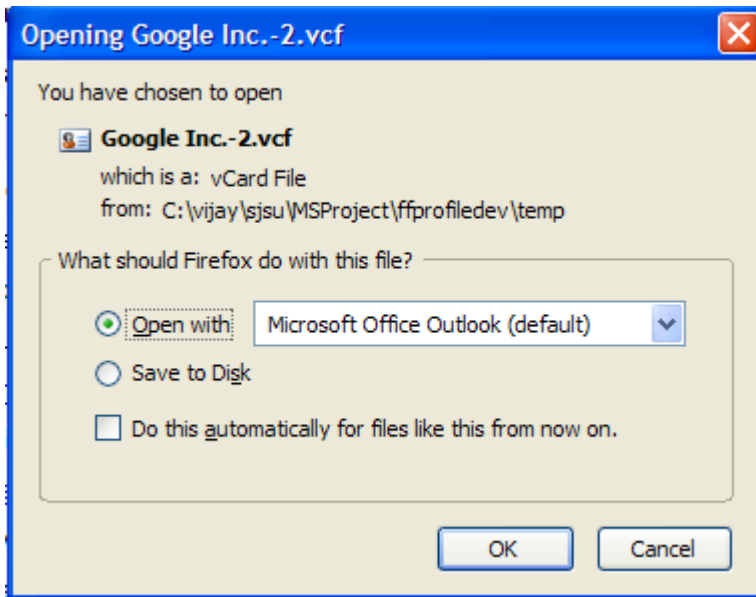 Opening Google Inc.-2.vcf
You have chosen to open
Google Inc.-2.vcf
which is a: vCard File
from: C:\vijay\sjsu\MSProject\ffprofiledev\temp
What should Firefox do with this file?
Open with Microsoft Office Outlook (default)
Save to Disk
Do this automatically for files like this from now on.
OK Cancel